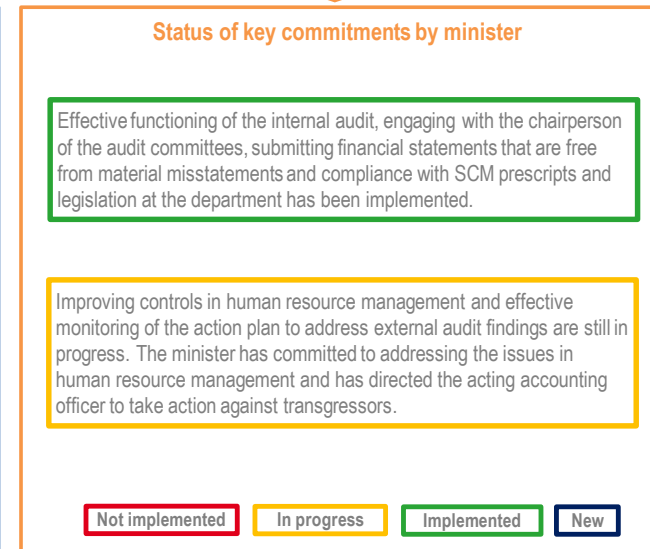 Status of key commitments by minister
Effective functioning of the internal audit, engaging with the chairperson
of the audit committees, submitting financial statements that are free
from material misstatements and compliance with SCM prescripts and
legislation at the department has been implemented.
Improving controls in human resource management and effective
monitoring of the action plan to address external audit findings are still in
progress. The minister has committed to addressing the issues in
human resource management and has directed the acting accounting
officer to take action against transgressors.
Not implemented In progress Implemented New